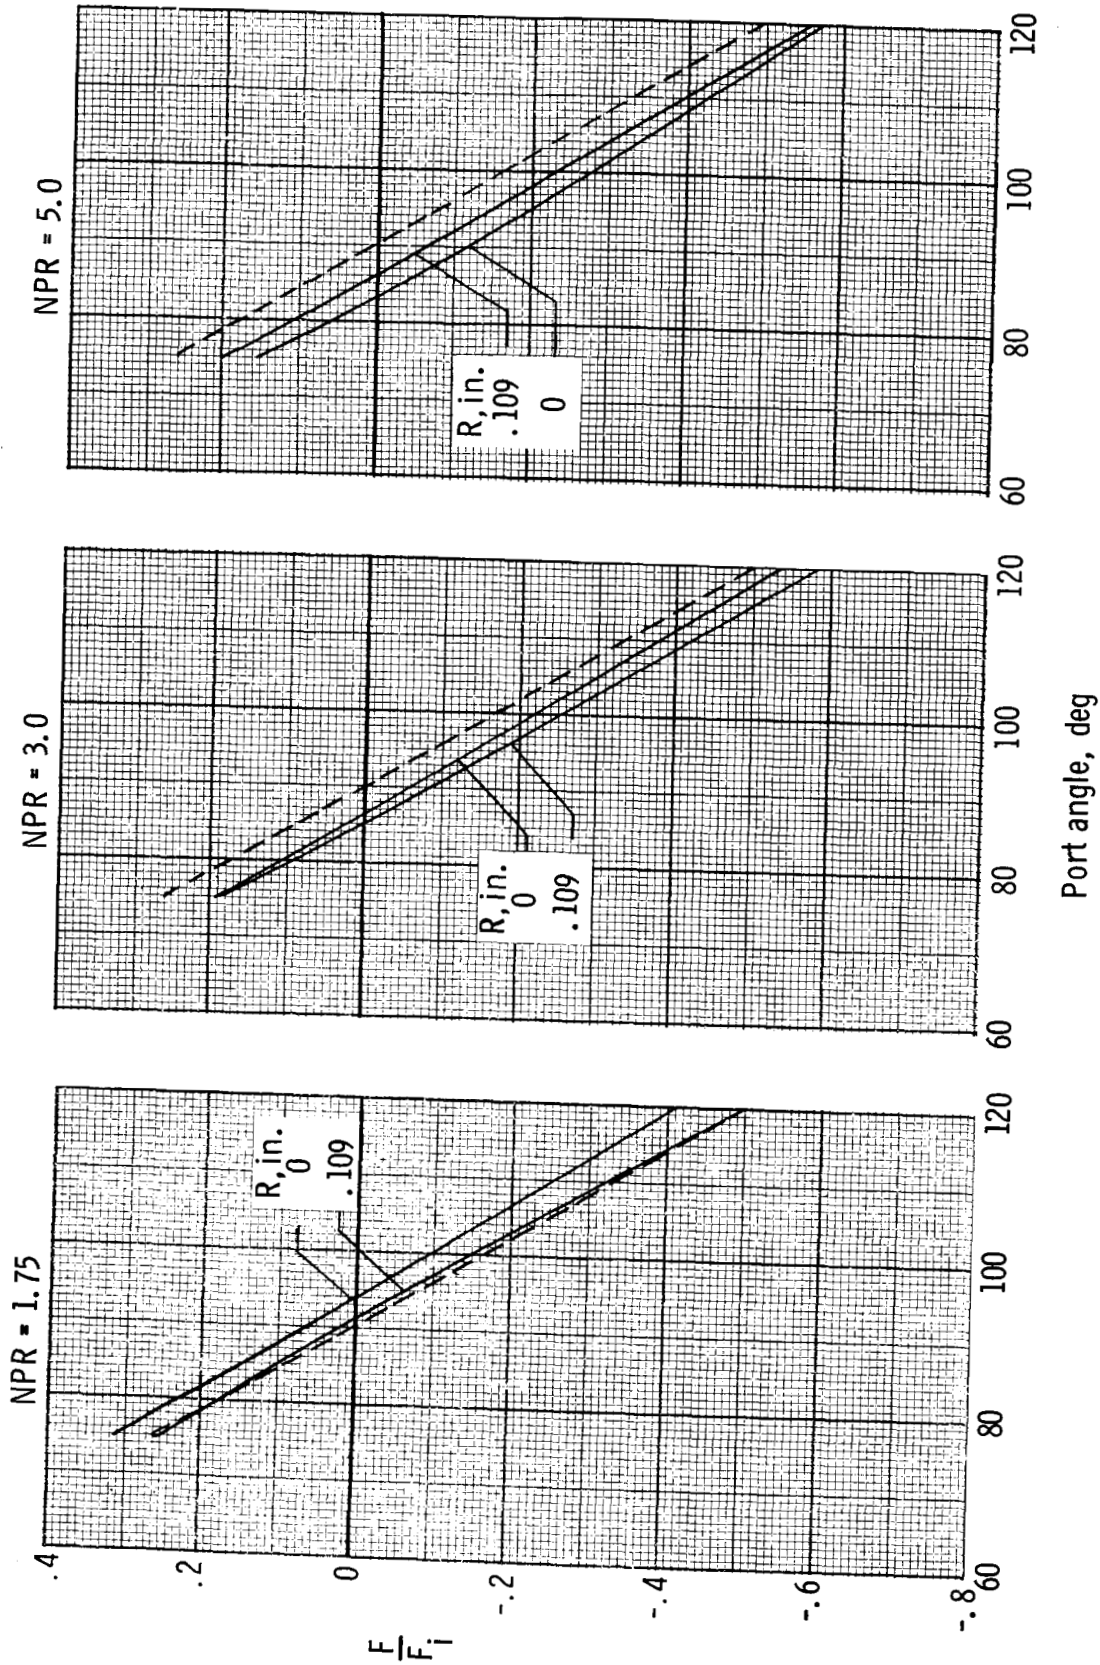 NPR = 1.75
NPR = 3.0
NPR = 5.0
F
F i
.4
.2
0
-.2
-.4
-.6
-.8
R, in.
0
.109
R, in.
0
.109
R, in.
.109
0
60 80 100 120
60 80 100 120
60 80 100 120
Port angle, deg